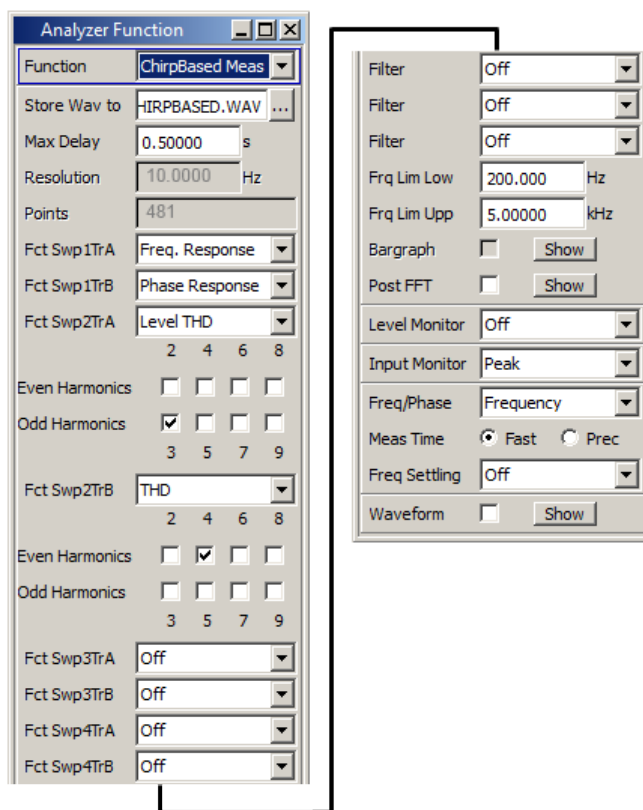 Analyzer Function
Function ChirpBased Meas
Store Wav to HIRPBASED.WAV ...
Max Delay 0.50000 s
Resolution 10.0000 Hz
Points 481
Fct Swp1TrA Freq. Response
Fct Swp1TrB Phase Response
Fct Swp2TrA Level THD
2 4 6 8
Even Harmonics
Odd Harmonics
3 5 7 9
Fct Swp2TrB THD
2 4 6 8
Even Harmonics
Odd Harmonics
3 5 7 9
Fct Swp3TrA Off
Fct Swp3TrB Off
Fct Swp4TrA Off
Fct Swp4TrB Off
Filter Off
Filter Off
Filter Off
Frq Lim Low 200.000 Hz
Frq Lim Upp 5.00000 kHz
Bargraph Show
Post FFT Show
Level Monitor Off
Input Monitor Peak
Freq/Phase Frequency
Meas Time Fast Prec
Freq Settling Off
Waveform Show